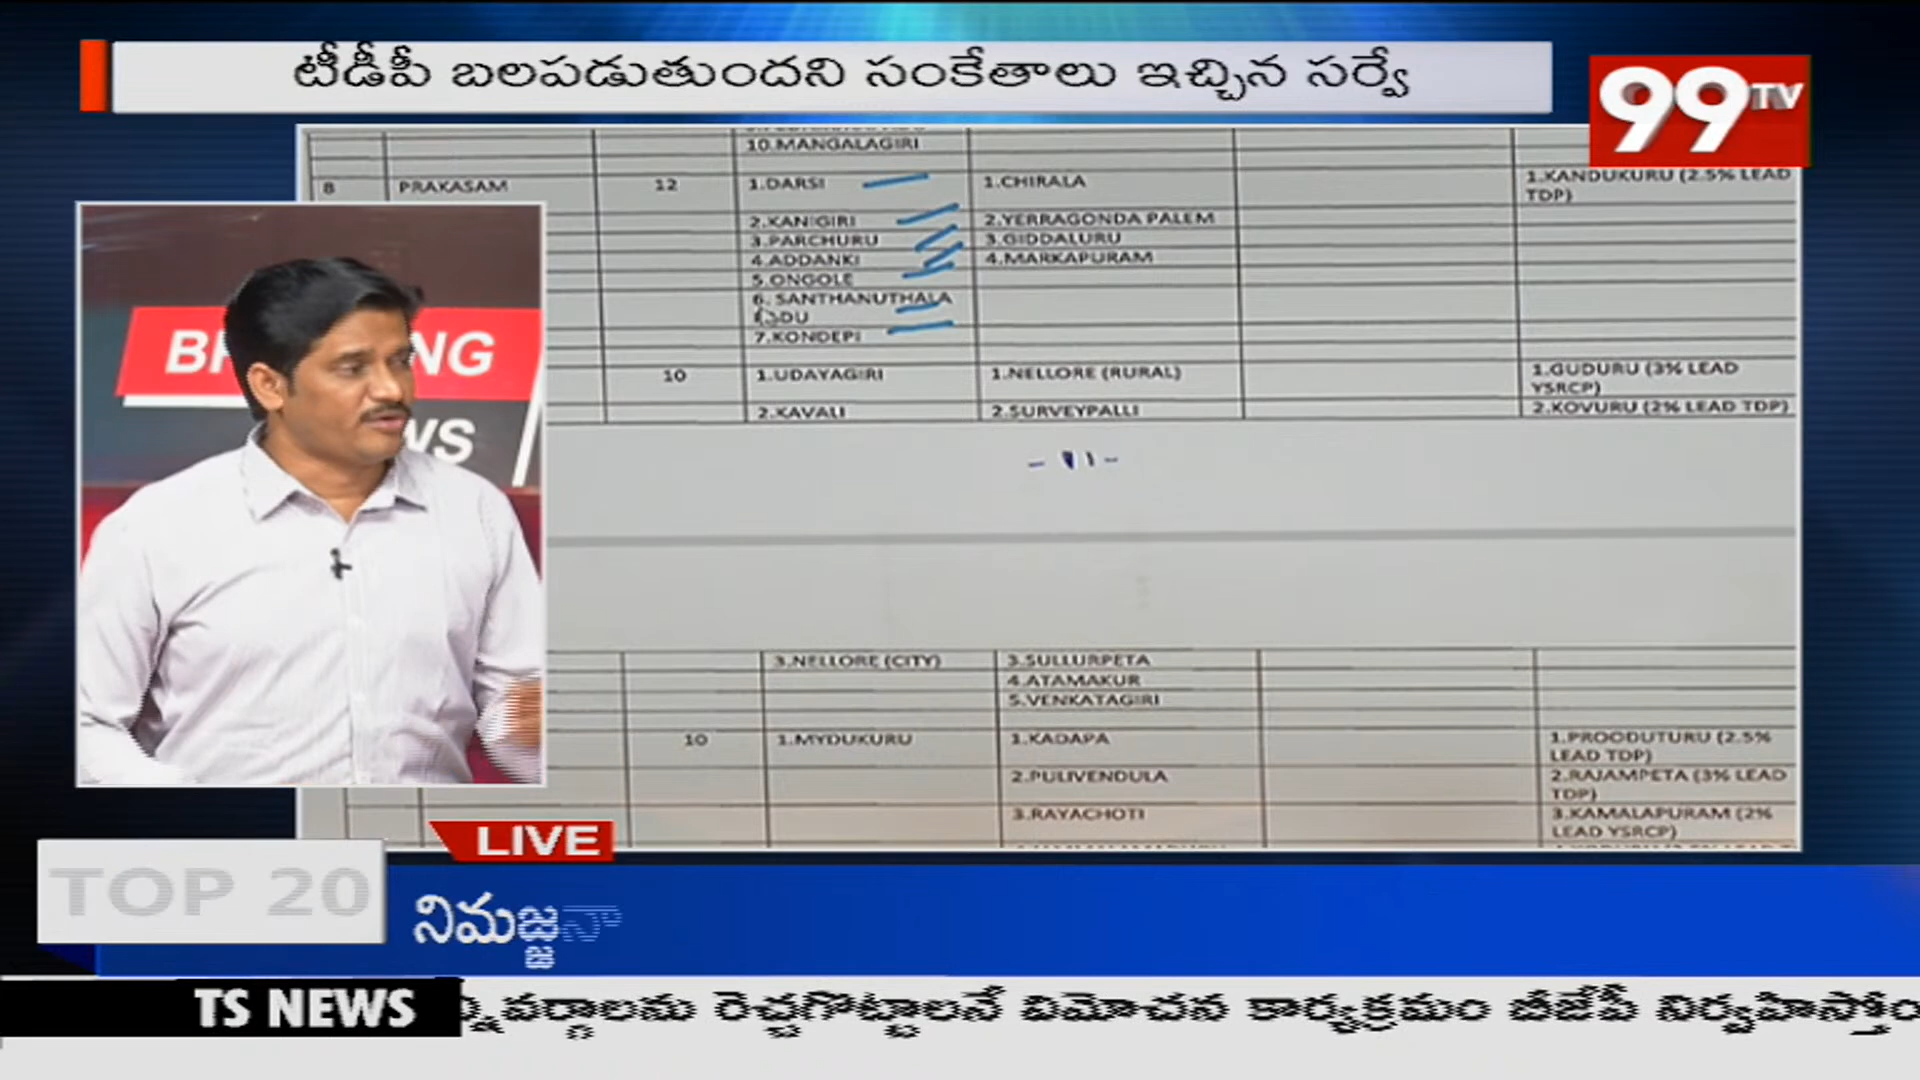 టీడీపీ బలపడుతుందని సంకేతాలు ఇచ్చిన సర్వే
99TV
10.MANGALAGIRI
8 PRAKASAM 12 1.DARSI 1.CHIRALA 1.KANDUKURU (2.5% LEAD TDP)
2.KANIGIRI 2.YERRAGONDA PALEM
3.PARCHURU 3.GIDDALURU
4.ADDANKI 4.MARKAPURAM
5.ONGOLE
6. SANTHANUTHALA
7.KONDEPI
10 1.UDAYAGIRI 1.NELLORE (RURAL) 1.GUDURU (3% LEAD YSRCP)
2.KAVALI 2.SURVEYPALLI 2.KOVURU (2% LEAD TDP)
3.NELLORE (CITY) 3.SULLURPETA
4.ATAMAKUR
5.VENKATAGIRI
10 1.MYDUKURU 1.KADAPA 1.PROODUTURU (2.5% LEAD TDP)
2.PULIVENDULA 2.RAJAMPETA (3% LEAD TDP)
3.RAYACHOTI 3.KAMALAPURAM (2% LEAD YSRCP)
LIVE
TOP 20
నిమజ్జనా
TS NEWS రెచ్చగొట్టాలనే విమోచన కార్యక్రమం బీజేపీ